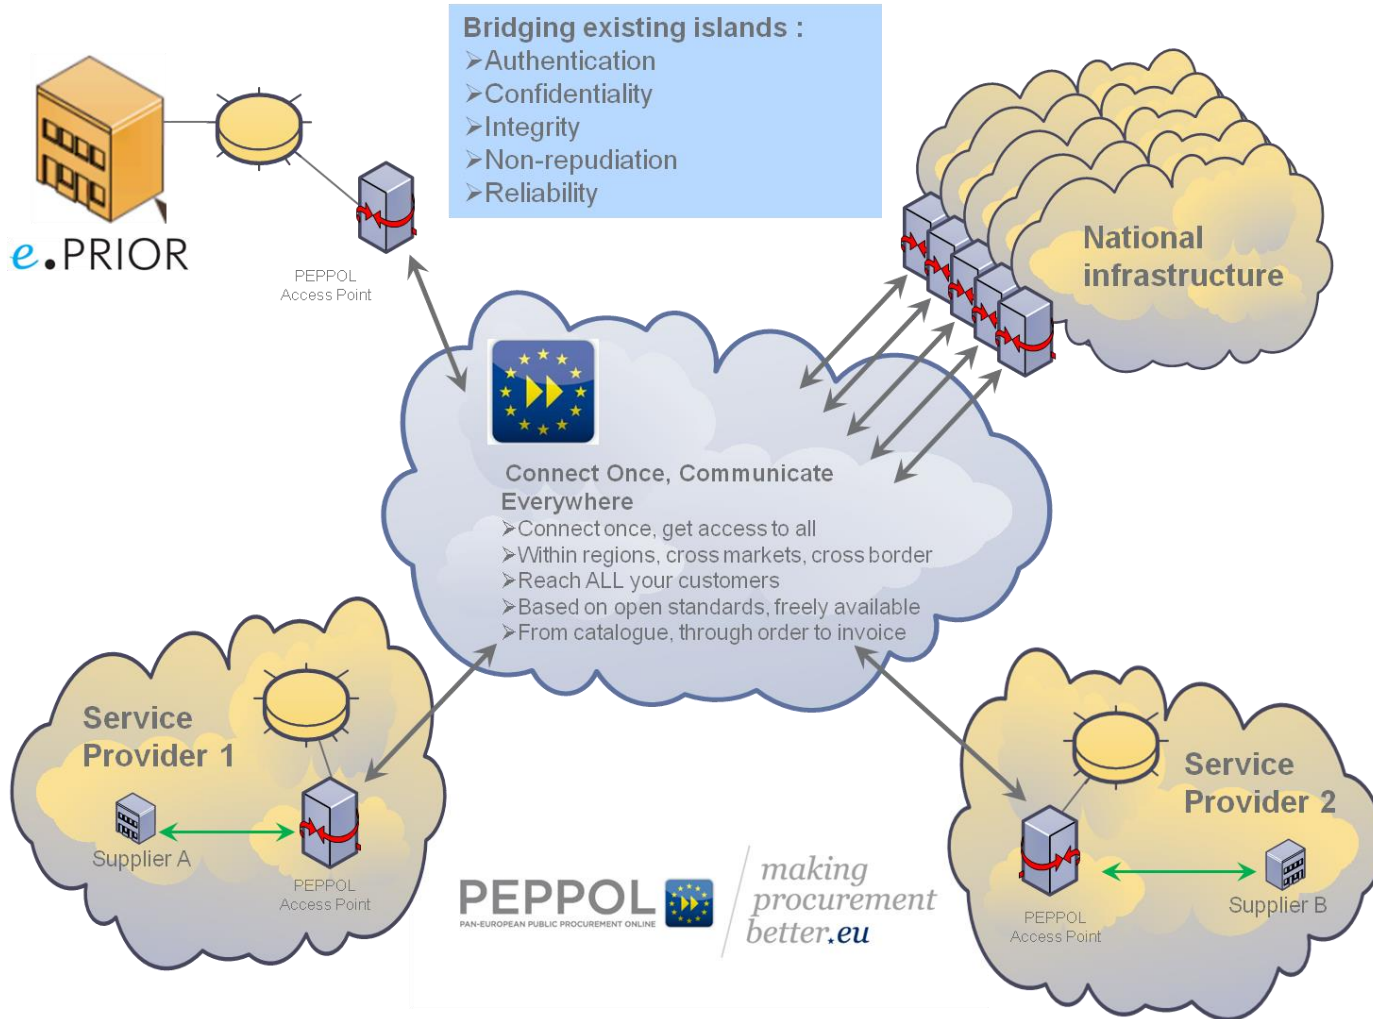 Bridging existing islands :
➢Authentication
➢Confidentiality
➢Integrity
➢Non-repudiation
➢Reliability
e.PRIOR
PEPPOL
Access Point
National
infrastructure
Connect Once, Communicate
Everywhere
➢Connect once, get access to all
➢Within regions, cross markets, cross border
➢Reach ALL your customers
➢Based on open standards, freely available
➢From catalogue, through order to invoice
Service
Provider 1
Supplier A
PEPPOL
Access Point
Service
Provider 2
Supplier B
PEPPOL
Access Point
PEPPOL
PAN-EUROPEAN PUBLIC PROCUREMENT ONLINE
making
procurement
better.eu